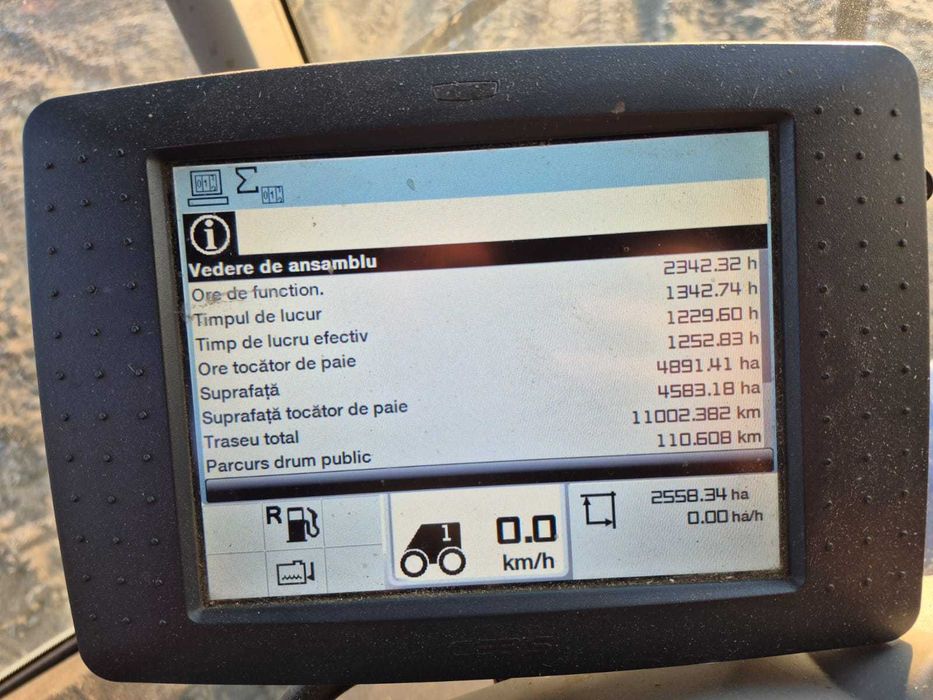 Vedere de ansamblu
Ore de function. 2342.32 h
Timpul de lucur 1342.74 h
Timp de lucru efectiv 1229.60 h
Ore tocător de paie 1252.83 h
Suprafață 4891.41 ha
Suprafață tocător de paie 4583.18 ha
Traseu total 11002.382 km
Parcurs drum public 110.608 km
R
1
0.0
km/h
2558.34 ha
0.00 ha/h